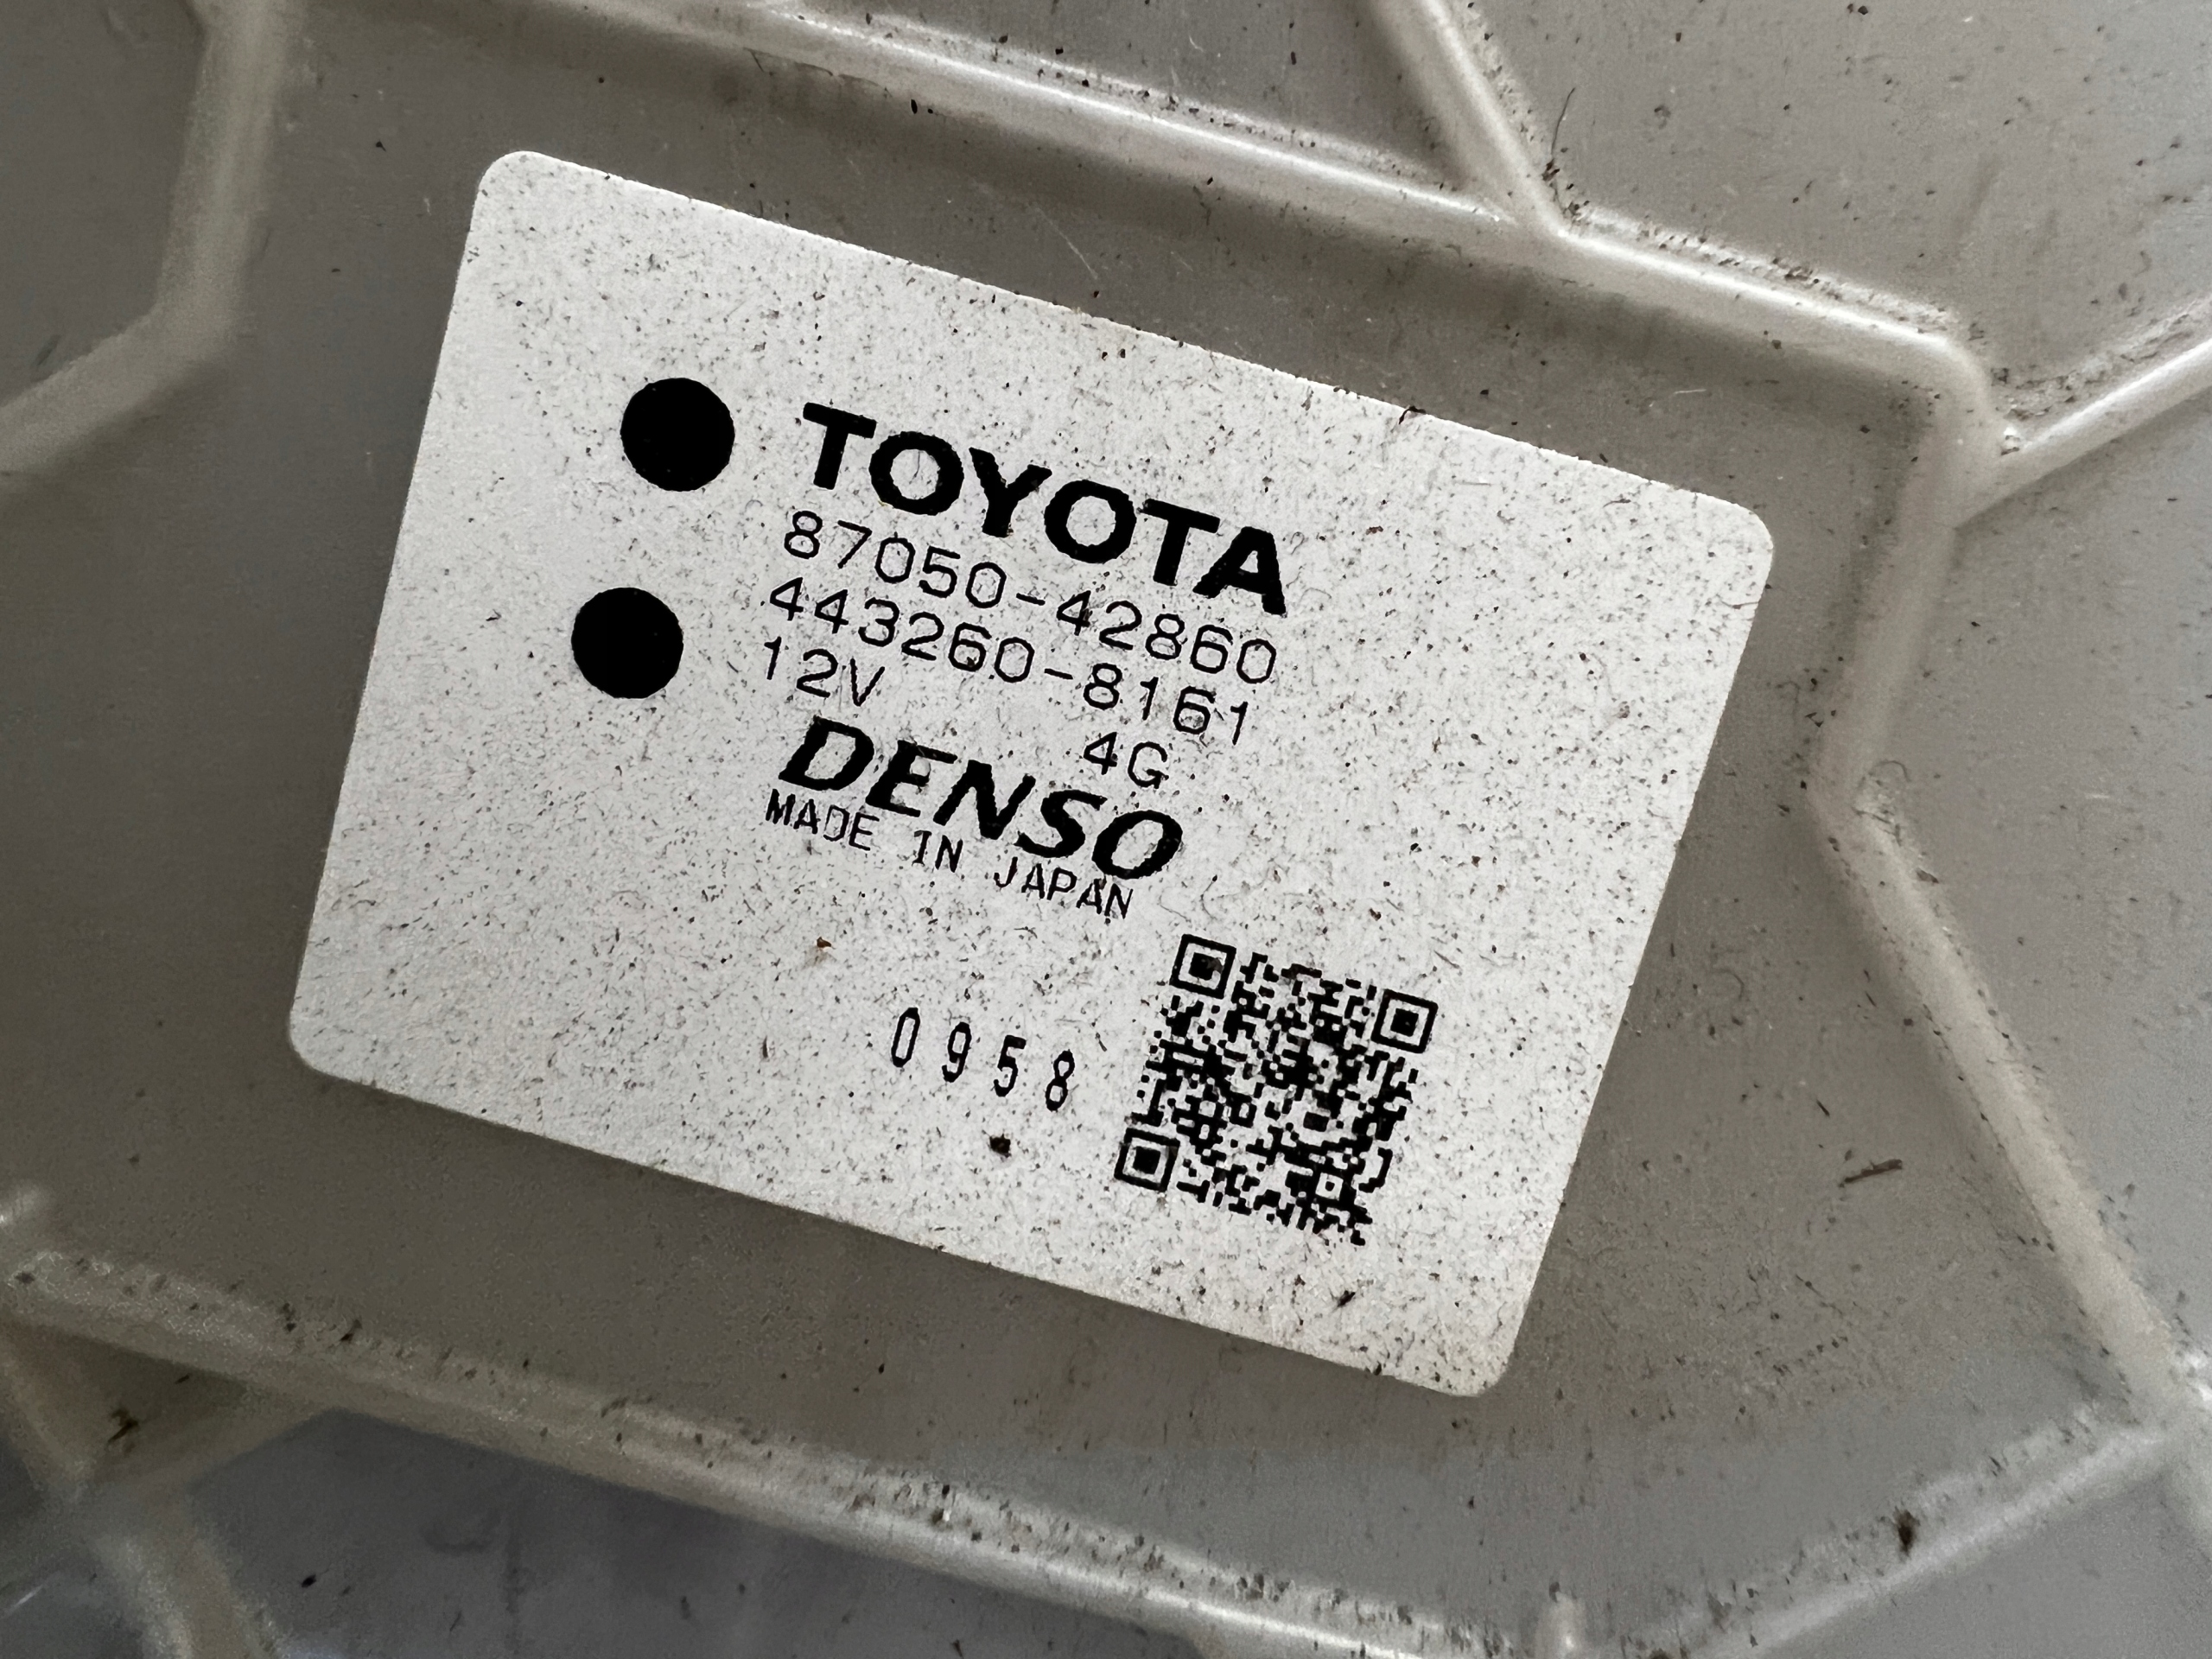 TOYOTA
87050-42860
443260-8161
12V
4G
DENSO
MADE IN JAPAN
0958